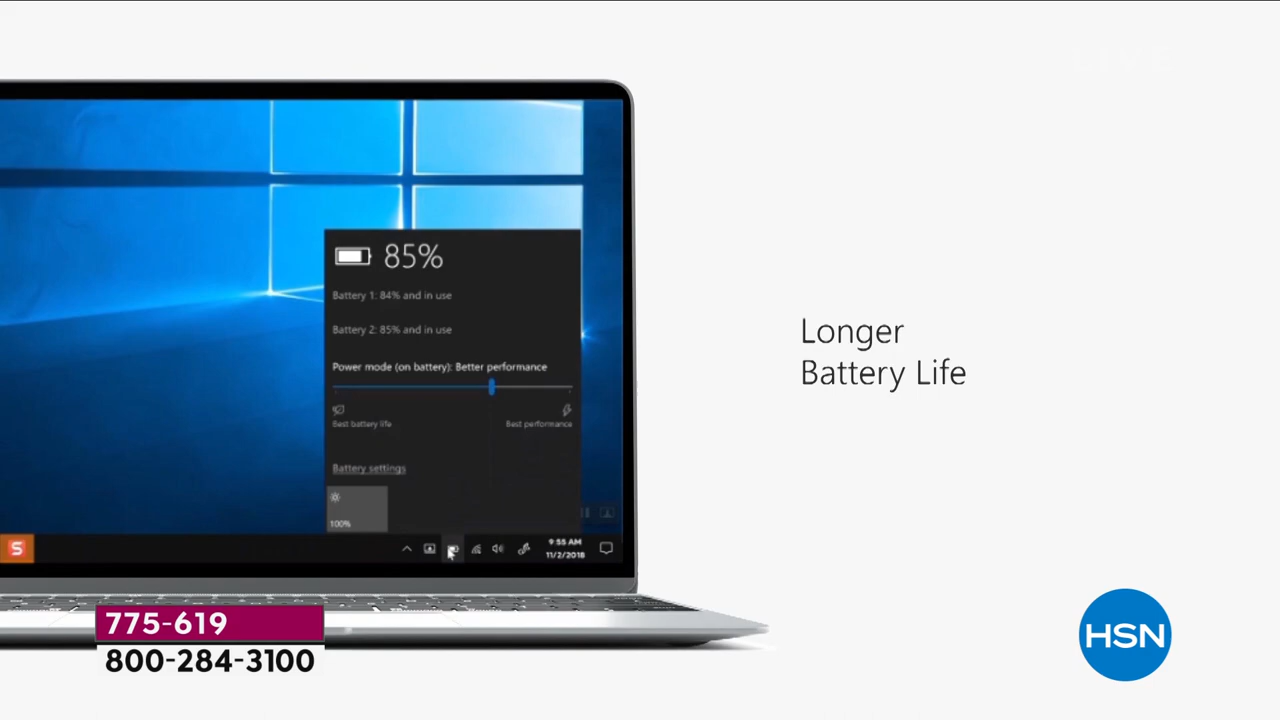 85%
Battery 1: 84% and in use
Battery 2: 85% and in use
Power mode (on battery): Better performance
Best battery life
Best performance
Battery settings
100%
S
9:55 AM
11/2/2018
Longer
Battery Life
775-619
800-284-3100
HSN
LIVE